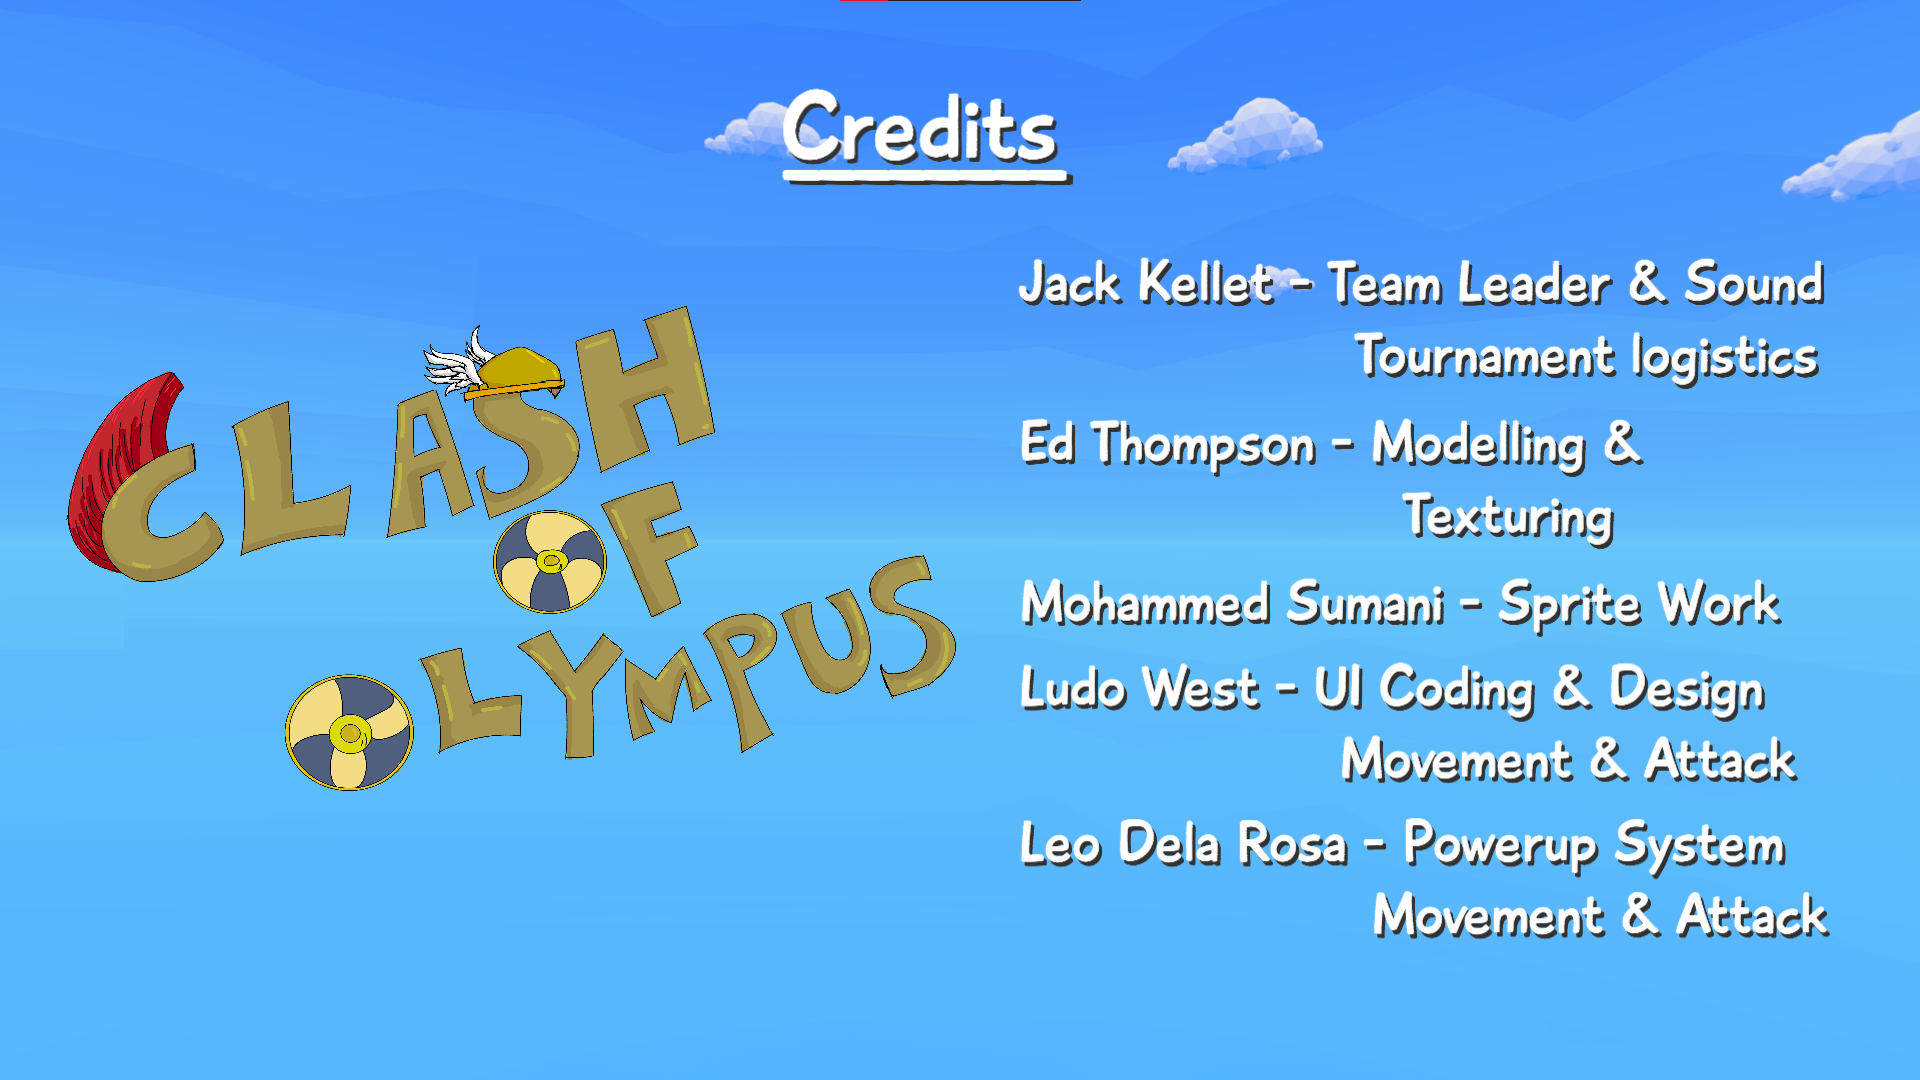 Credits
CLASH
OF
OLYMPUS
Jack Kellet - Team Leader & Sound
Tournament logistics
Ed Thompson - Modelling &
Texturing
Mohammed Sumani - Sprite Work
Ludo West - UI Coding & Design
Movement & Attack
Leo Dela Rosa - Powerup System
Movement & Attack